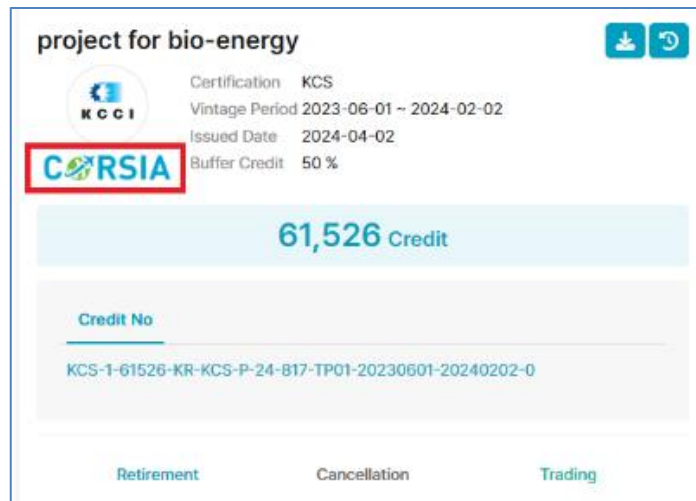 project for bio-energy
KCCI
Certification KCS
Vintage Period 2023-06-01 ~ 2024-02-02
Issued Date 2024-04-02
CORSIA
Buffer Credit 50 %
61,526 Credit
Credit No
KCS-1-61526-KR-KCS-P-24-817-TP01-20230601-20240202-0
Retirement Cancellation Trading